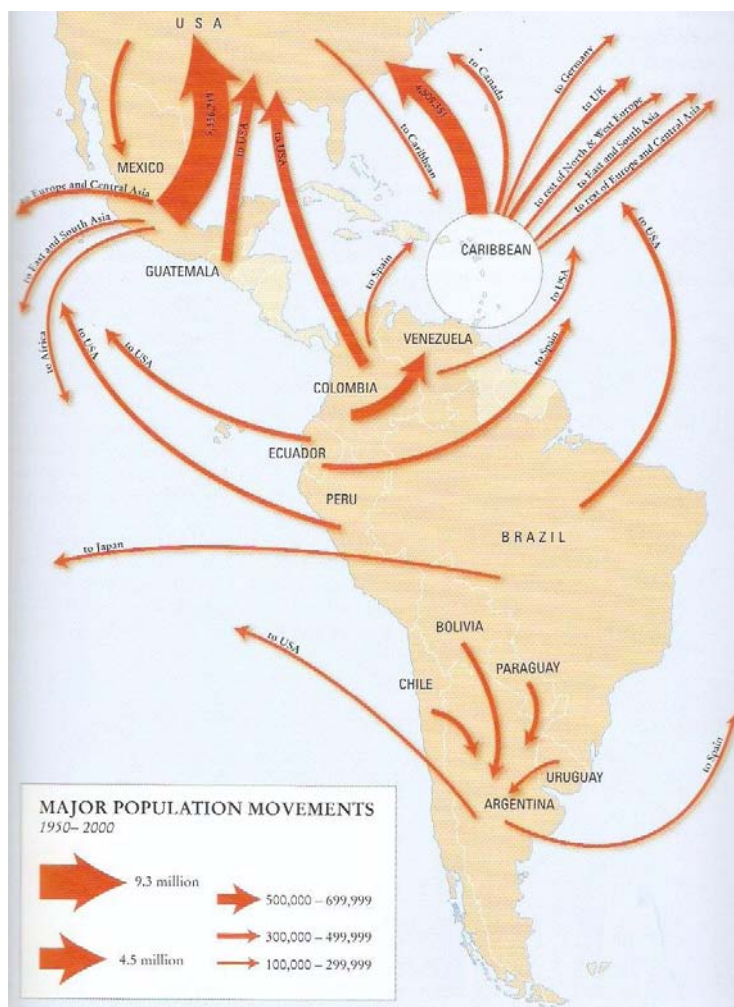 USA
to Canada
to Germany
to UK
to rest of North & West Europe
to East and South Asia
to rest of Europe and Central Asia
to USA
to USA
to Caribbean
MEXICO
to Europe and Central Asia
to East and South Asia
to Africa
GUATEMALA
CARIBBEAN
to USA
to Spain
to USA
VENEZUELA
to Spain
to USA
to USA
COLOMBIA
ECUADOR
PERU
BRAZIL
to Japan
to USA
BOLIVIA
PARAGUAY
CHILE
URUGUAY
ARGENTINA
to Spain
MAJOR POPULATION MOVEMENTS
1950–2000
9.3 million
4.5 million
500,000 – 699,999
300,000 – 499,999
100,000 – 299,999